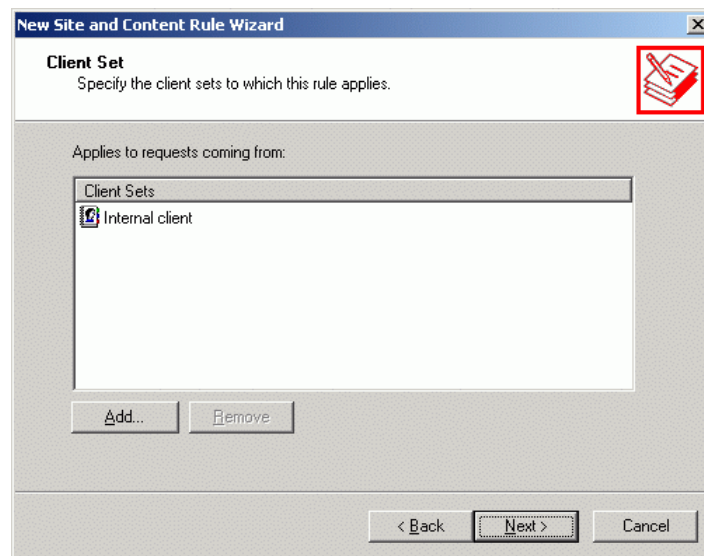 New Site and Content Rule Wizard
Client Set
Specify the client sets to which this rule applies.
Applies to requests coming from:
Client Sets
Internal client
Add... Remove
< Back Next > Cancel